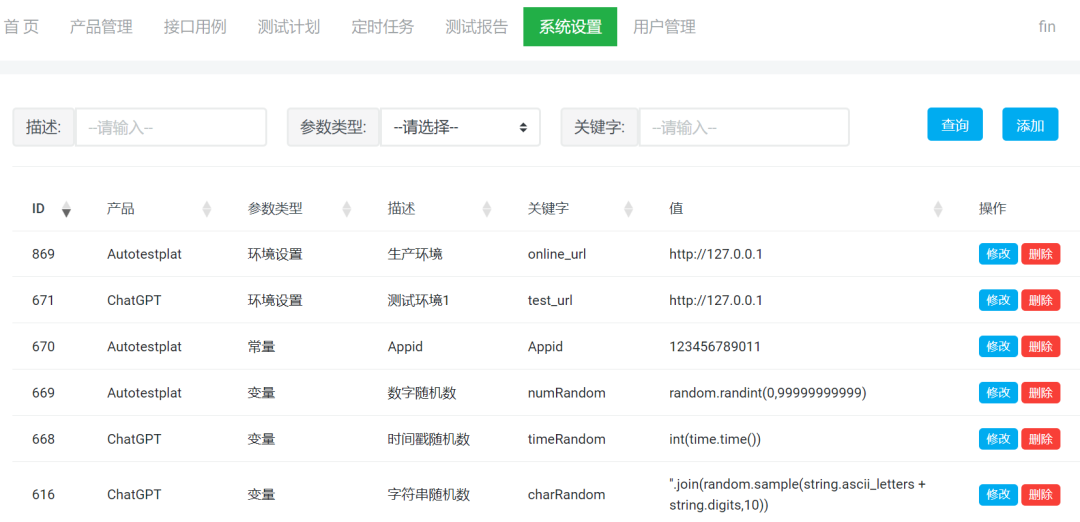 首 页 产品管理 接口用例 测试计划 定时任务 测试报告 系统设置 用户管理 fin
描述: --请输入-- 参数类型: --请选择-- 关键字: --请输入-- 查询 添加
ID 产品 参数类型 描述 关键字 值 操作
869 Autotestplat 环境设置 生产环境 online_url http://127.0.0.1 修改 删除
671 ChatGPT 环境设置 测试环境1 test_url http://127.0.0.1 修改 删除
670 Autotestplat 常量 Appid Appid 123456789011 修改 删除
669 Autotestplat 变量 数字随机数 numRandom random.randint(0,99999999999) 修改 删除
668 ChatGPT 变量 时间戳随机数 timeRandom int(time.time()) 修改 删除
616 ChatGPT 变量 字符串随机数 charRandom ''.join(random.sample(string.ascii_letters + 修改 删除
string.digits,10))